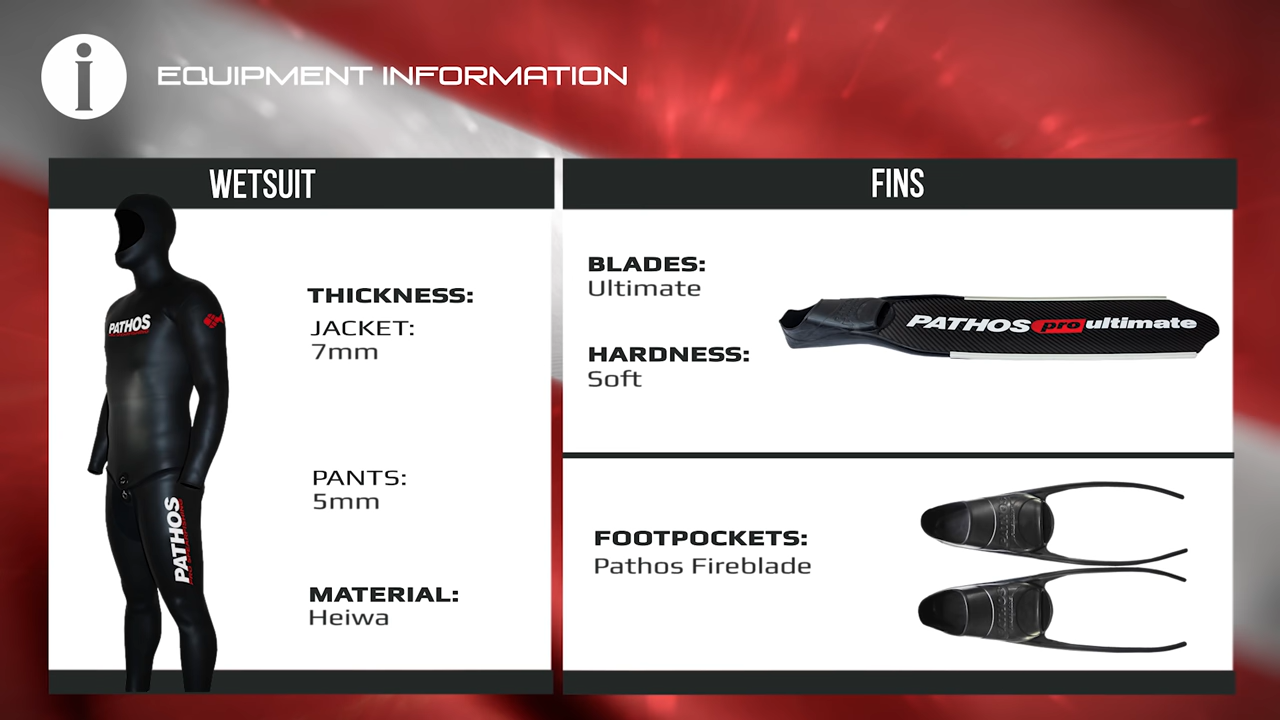 i
EQUIPMENT INFORMATION
WETSUIT
PATHOS
PATHOS
THICKNESS:
JACKET:
7mm
PANTS:
5mm
MATERIAL:
Heiwa
FINS
BLADES:
Ultimate
HARDNESS:
Soft
PATHOS pro ultimate
FOOTPOCKETS:
Pathos Fireblade